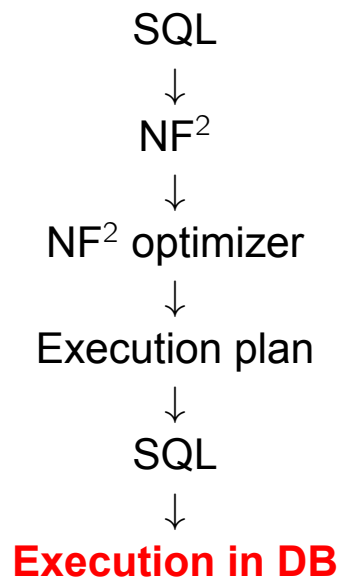 SQL
↓
NF²
↓
NF² optimizer
↓
Execution plan
↓
SQL
↓
Execution in DB